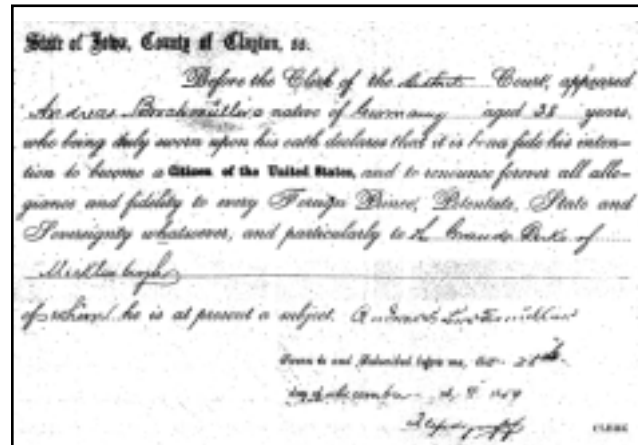 State of Iowa, County of Clayton, ss.
Before the Clerk of the District Court, appeared
Andreas a native of Germany aged 38 years,
who being duly sworn upon his oath declares that it is bona fide his inten-
tion to become a Citizen of the United States, and to renounce forever all alle-
giance and fidelity to every Foreign Prince, Potentate, State and
Sovereignty whatsoever, and particularly to the Grand Duke of
of whom he is at present a subject.
Sworn to and Subscribed before me, this 28th
day of December A. D.
CLERK